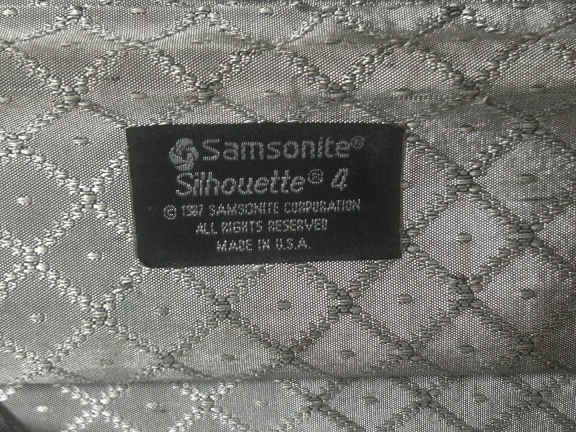 Samsonite®
Silhouette® 4
© 1987 SAMSONITE CORPORATION
ALL RIGHTS RESERVED
MADE IN U.S.A.